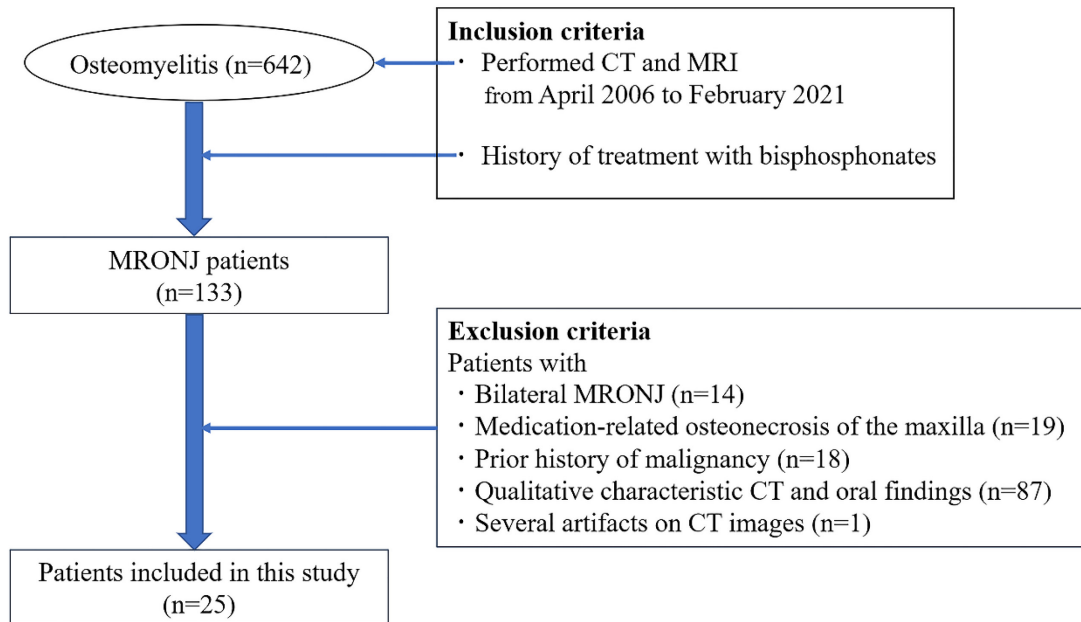 Osteomyelitis (n=642)
Inclusion criteria
・ Performed CT and MRI
from April 2006 to February 2021
・ History of treatment with bisphosphonates
MRONJ patients
(n=133)
Exclusion criteria
Patients with
・ Bilateral MRONJ (n=14)
・ Medication-related osteonecrosis of the maxilla (n=19)
・ Prior history of malignancy (n=18)
・ Qualitative characteristic CT and oral findings (n=87)
・ Several artifacts on CT images (n=1)
Patients included in this study
(n=25)